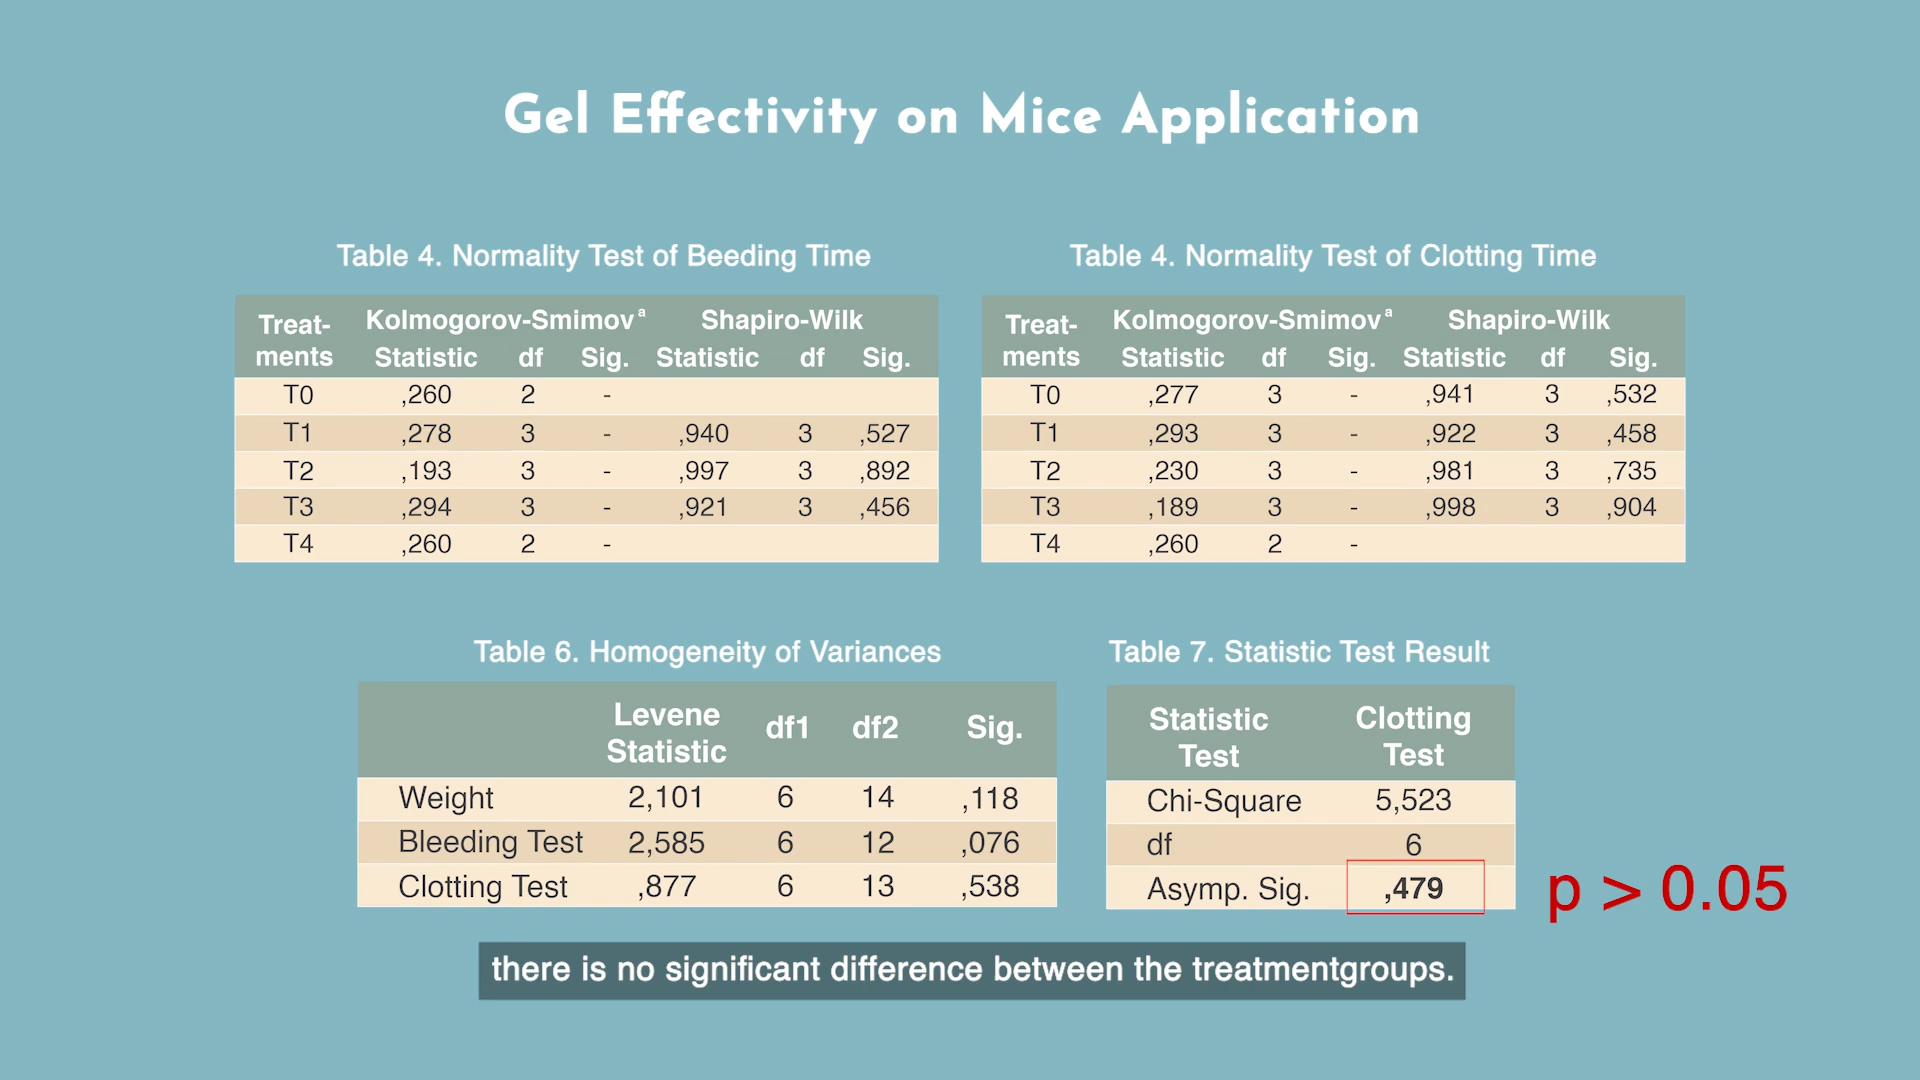 Gel Effectivity on Mice Application
Table 4. Normality Test of Beeding Time
Treat-ments Kolmogorov-Smimov a Shapiro-Wilk
Statistic df Sig. Statistic df Sig.
T0 ,260 2 -
T1 ,278 3 - ,940 3 ,527
T2 ,193 3 - ,997 3 ,892
T3 ,294 3 - ,921 3 ,456
T4 ,260 2 -
Table 4. Normality Test of Clotting Time
Treat-ments Kolmogorov-Smimov a Shapiro-Wilk
Statistic df Sig. Statistic df Sig.
T0 ,277 3 - ,941 3 ,532
T1 ,293 3 - ,922 3 ,458
T2 ,230 3 - ,981 3 ,735
T3 ,189 3 - ,998 3 ,904
T4 ,260 2 -
Table 6. Homogeneity of Variances
Levene Statistic df1 df2 Sig.
Weight 2,101 6 14 ,118
Bleeding Test 2,585 6 12 ,076
Clotting Test ,877 6 13 ,538
Table 7. Statistic Test Result
Statistic Test Clotting Test
Chi-Square 5,523
df 6
Asymp. Sig. ,479
p > 0.05
there is no significant difference between the treatmentgroups.